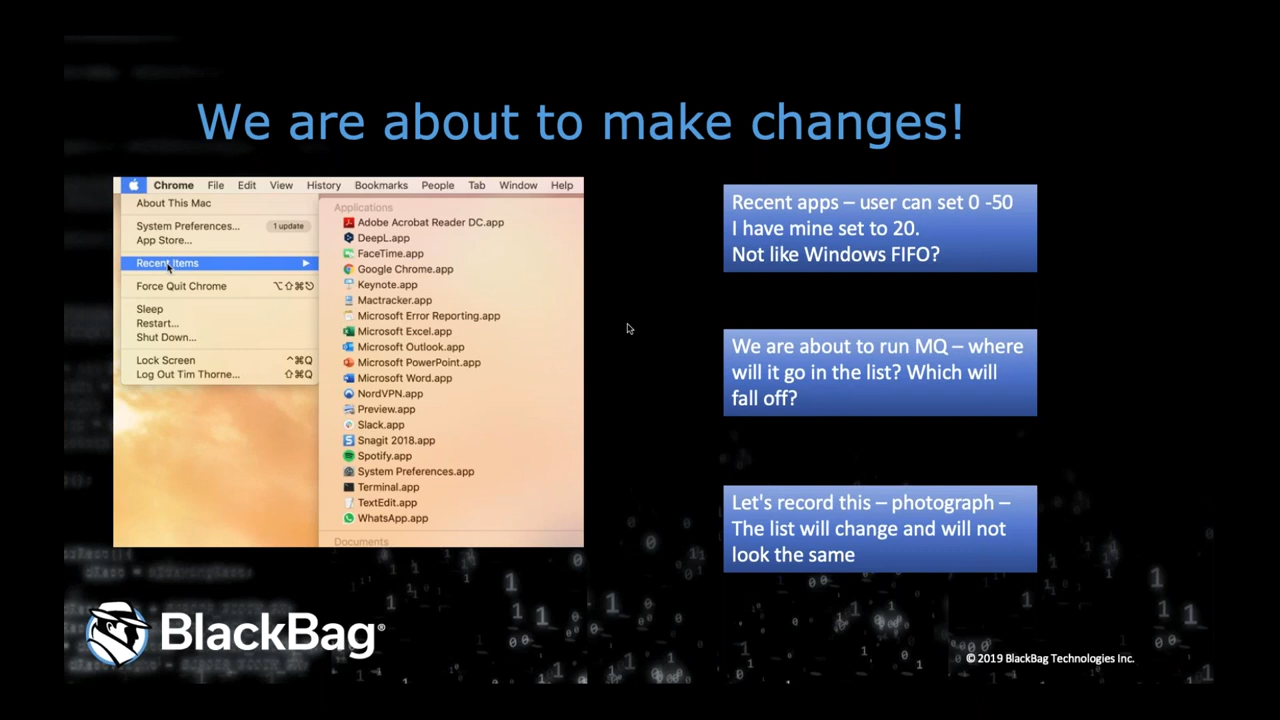 We are about to make changes!
Chrome File Edit View History Bookmarks People Tab Window Help
About This Mac
System Preferences... 1 update
App Store...
Recent Items
Force Quit Chrome ⌥⇧⌘⎋
Sleep
Restart...
Shut Down...
Lock Screen ^⌘Q
Log Out Tim Thorne... ⇧⌘Q
Applications
Adobe Acrobat Reader DC.app
DeepL.app
FaceTime.app
Google Chrome.app
Keynote.app
Mactracker.app
Microsoft Error Reporting.app
Microsoft Excel.app
Microsoft Outlook.app
Microsoft PowerPoint.app
Microsoft Word.app
NordVPN.app
Preview.app
Slack.app
Snagit 2018.app
Spotify.app
System Preferences.app
Terminal.app
TextEdit.app
WhatsApp.app
Documents
Recent apps – user can set 0 -50
I have mine set to 20.
Not like Windows FIFO?
We are about to run MQ – where
will it go in the list? Which will
fall off?
Let's record this – photograph –
The list will change and will not
look the same
BlackBag®
© 2019 BlackBag Technologies Inc.